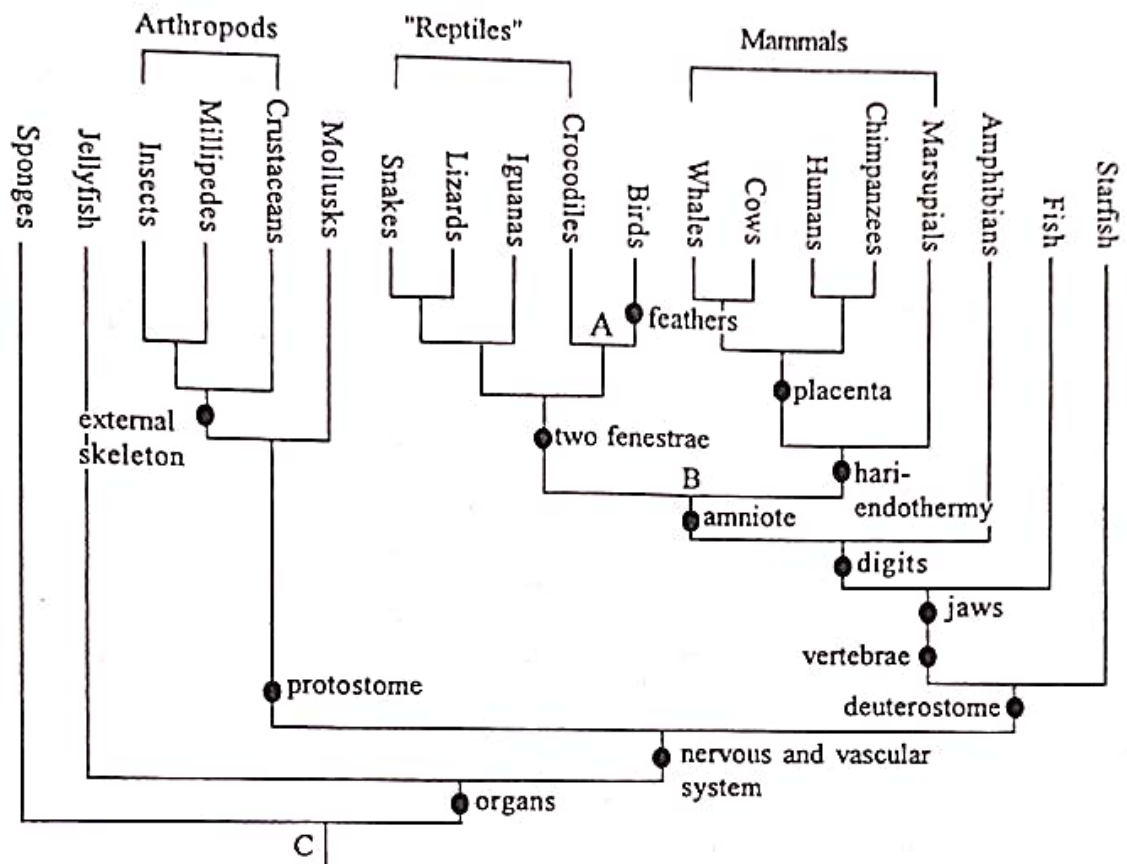 Arthropods
"Reptiles"
Mammals
Sponges
Jellyfish
Insects
Millipedes
Crustaceans
Mollusks
Snakes
Lizards
Iguanas
Crocodiles
Birds
Whales
Cows
Humans
Chimpanzees
Marsupials
Amphibians
Fish
Starfish
A
feathers
placenta
external
skeleton
two fenestrae
B
hari-
endothermy
amniote
digits
jaws
vertebrae
protostome
deuterostome
nervous and vascular
system
organs
C